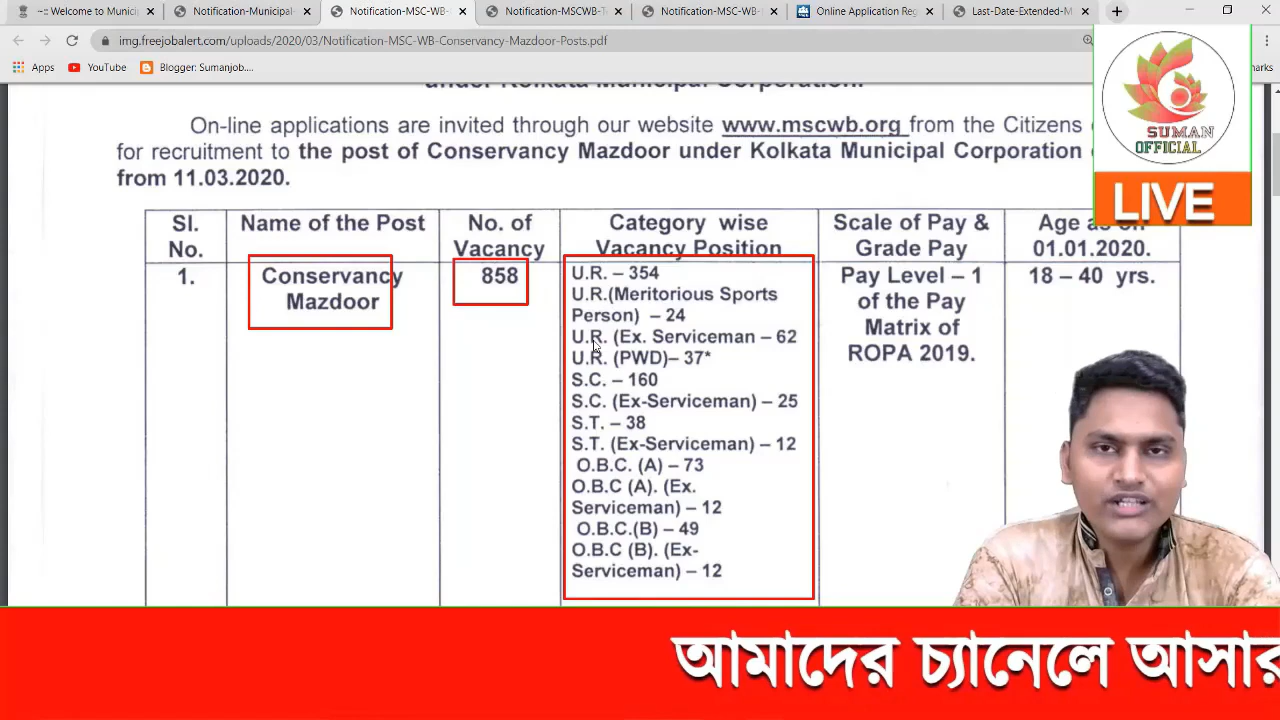 -:: Welcome to Munici
Notification-Municipal-
Notification-MSC-WB-
Notification-MSCWB-T
Notification-MSC-WB-
Online Application Reg
Last-Date-Extended-M
img.freejobalert.com/uploads/2020/03/Notification-MSC-WB-Conservancy-Mazdoor-Posts.pdf
Apps
YouTube
Blogger: Sumanjob....
under Kolkata Municipal Corporation.
On-line applications are invited through our website www.mscwb.org from the Citizens
for recruitment to the post of Conservancy Mazdoor under Kolkata Municipal Corporation
from 11.03.2020.
Sl. No.
Name of the Post
No. of Vacancy
Category wise Vacancy Position
Scale of Pay & Grade Pay
Age as on 01.01.2020.
1.
Conservancy
Mazdoor
858
U.R. – 354
U.R.(Meritorious Sports
Person) – 24
U.R. (Ex. Serviceman – 62
U.R. (PWD)– 37*
S.C. – 160
S.C. (Ex-Serviceman) – 25
S.T. – 38
S.T. (Ex-Serviceman) – 12
O.B.C. (A) – 73
O.B.C (A). (Ex.
Serviceman) – 12
O.B.C.(B) – 49
O.B.C (B). (Ex-
Serviceman) – 12
Pay Level – 1
of the Pay
Matrix of
ROPA 2019.
18 – 40 yrs.
SUMAN
OFFICIAL
LIVE
আমাদের চ্যানেলে আসার